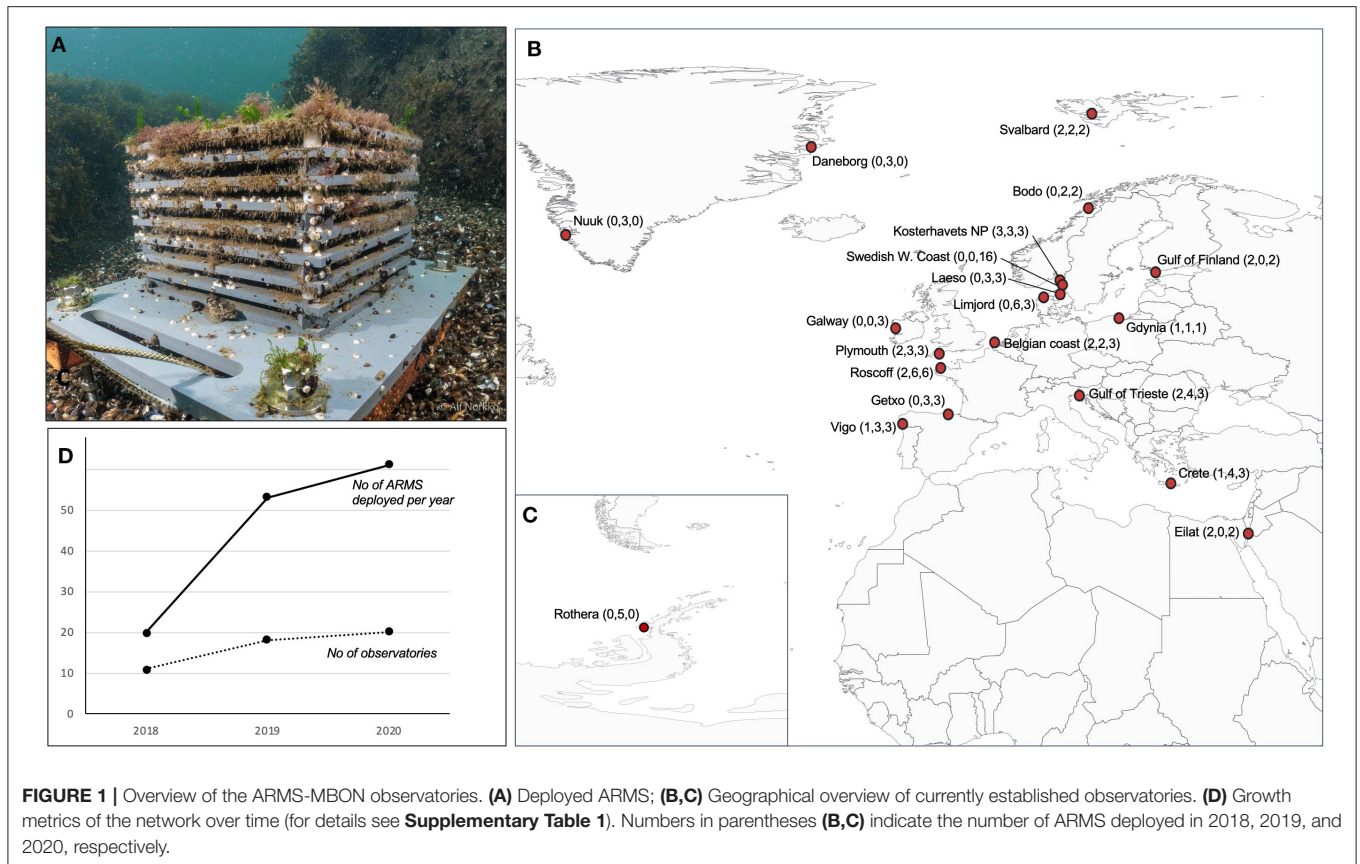 A
C
© Alf Norkko
B
Svalbard (2,2,2)
Daneborg (0,3,0)
Bodo (0,2,2)
Nuuk (0,3,0)
Kosterhavets NP (3,3,3)
Swedish W. Coast (0,0,16)
Gulf of Finland (2,0,2)
Laeso (0,3,3)
Limjord (0,6,3)
Galway (0,0,3)
Gdynia (1,1,1)
Belgian coast (2,2,3)
Plymouth (2,3,3)
Roscoff (2,6,6)
Gulf of Trieste (2,4,3)
Getxo (0,3,3)
Vigo (1,3,3)
Crete (1,4,3)
Eilat (2,0,2)
C
Rothera (0,5,0)
D
No of ARMS
deployed per year
50
40
30
20
No of observatories
10
0
2018 2019 2020
FIGURE 1 | Overview of the ARMS-MBON observatories. (A) Deployed ARMS; (B,C) Geographical overview of currently established observatories. (D) Growth
metrics of the network over time (for details see Supplementary Table 1). Numbers in parentheses (B,C) indicate the number of ARMS deployed in 2018, 2019, and
2020, respectively.